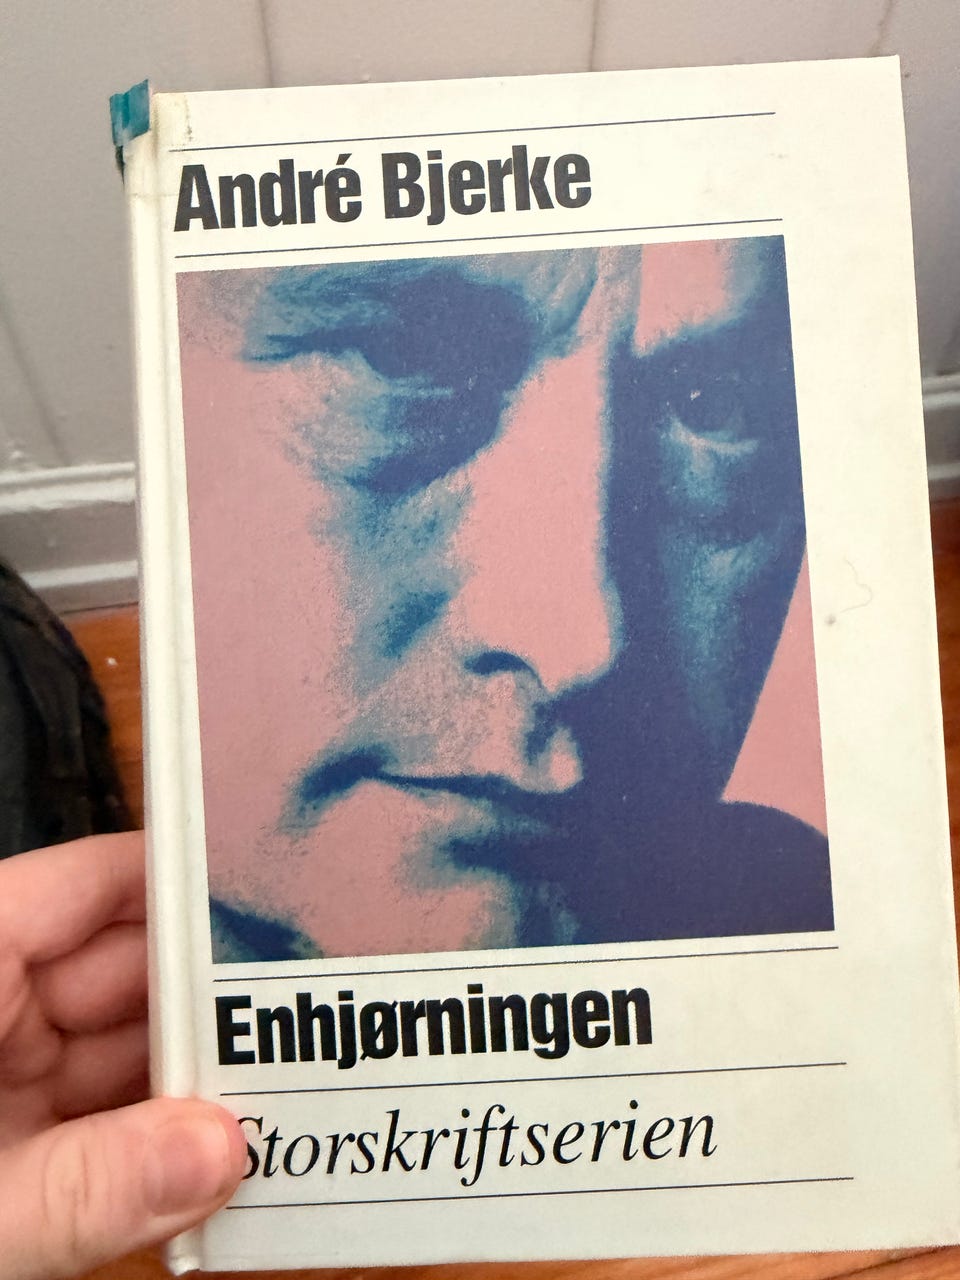 André Bjerke
Enhjørningen
Storskriftserien